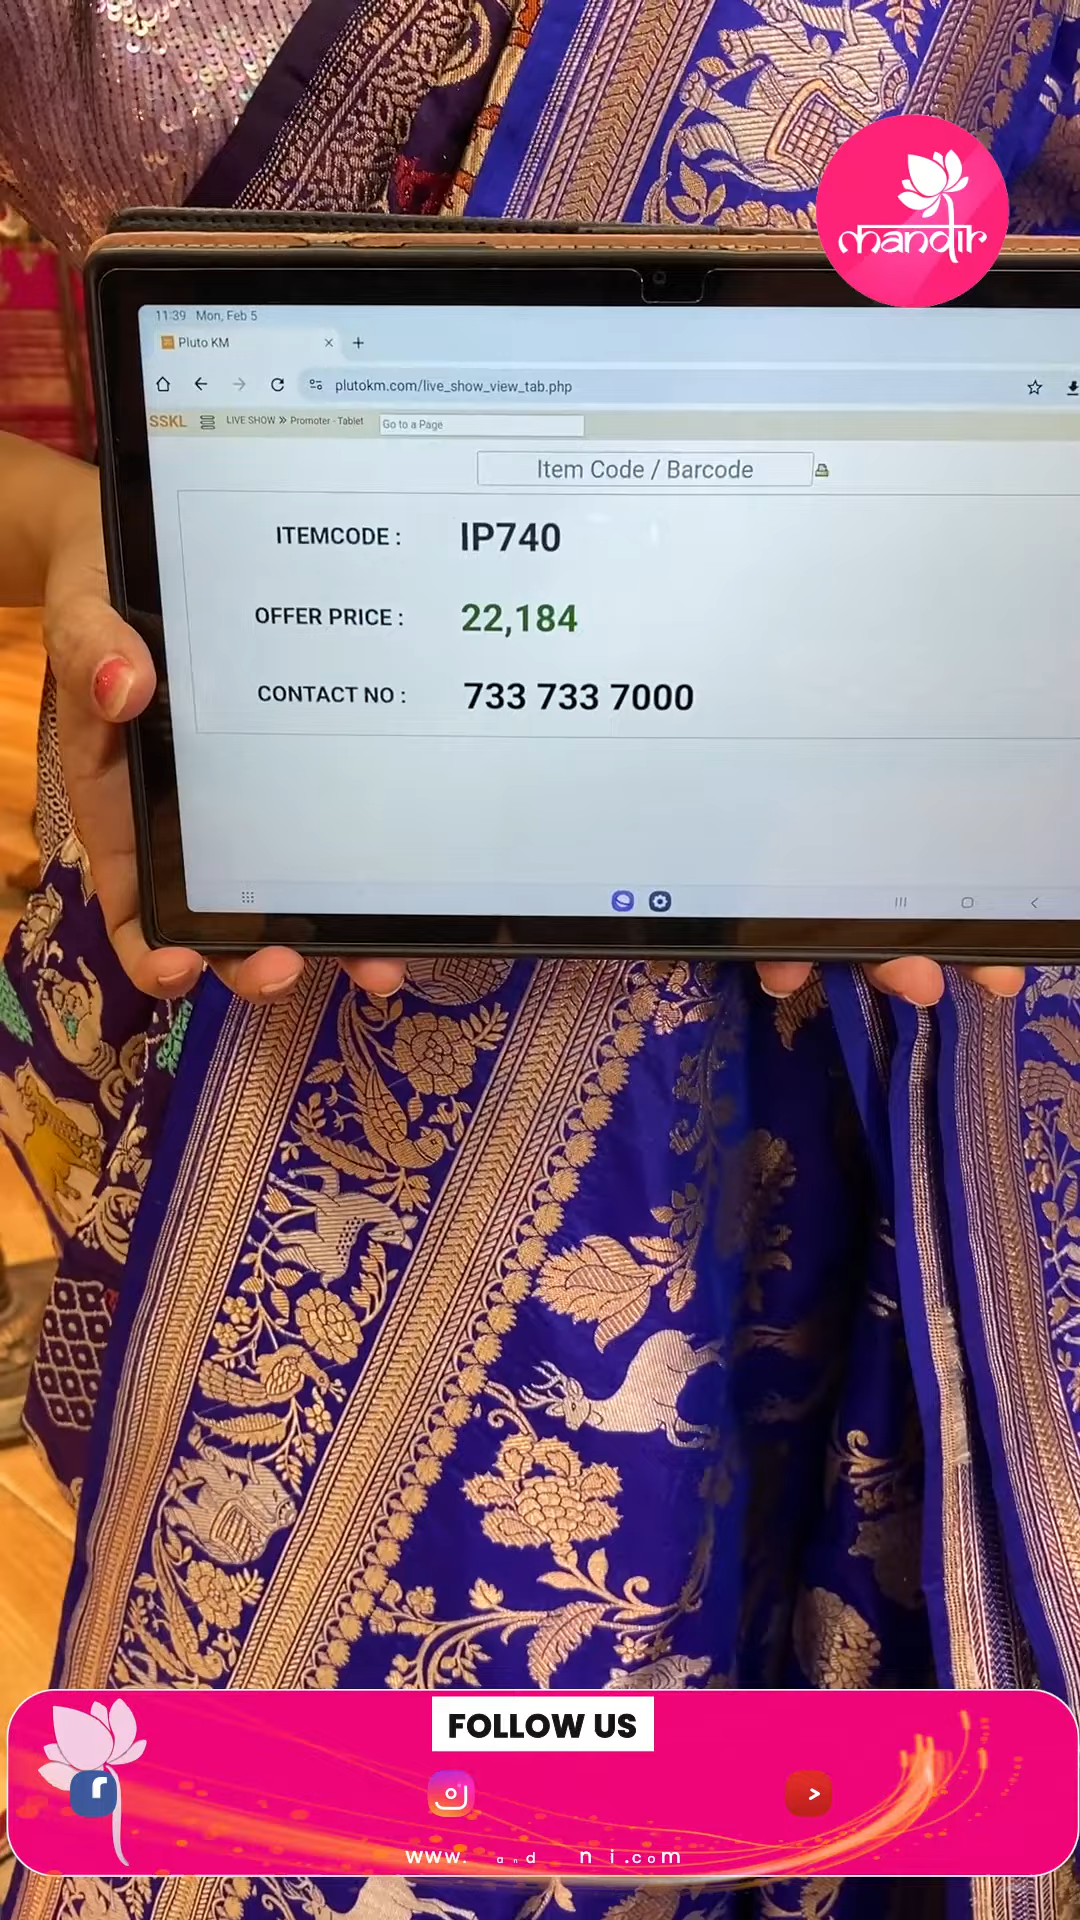 mandir
11:39 Mon, Feb 5
Pluto KM
plutokm.com/live_show_view_tab.php
SSKL
LIVE SHOW » Promoter - Tablet
Go to a Page
Item Code / Barcode
ITEMCODE : IP740
OFFER PRICE : 22,184
CONTACT NO : 733 733 7000
FOLLOW US